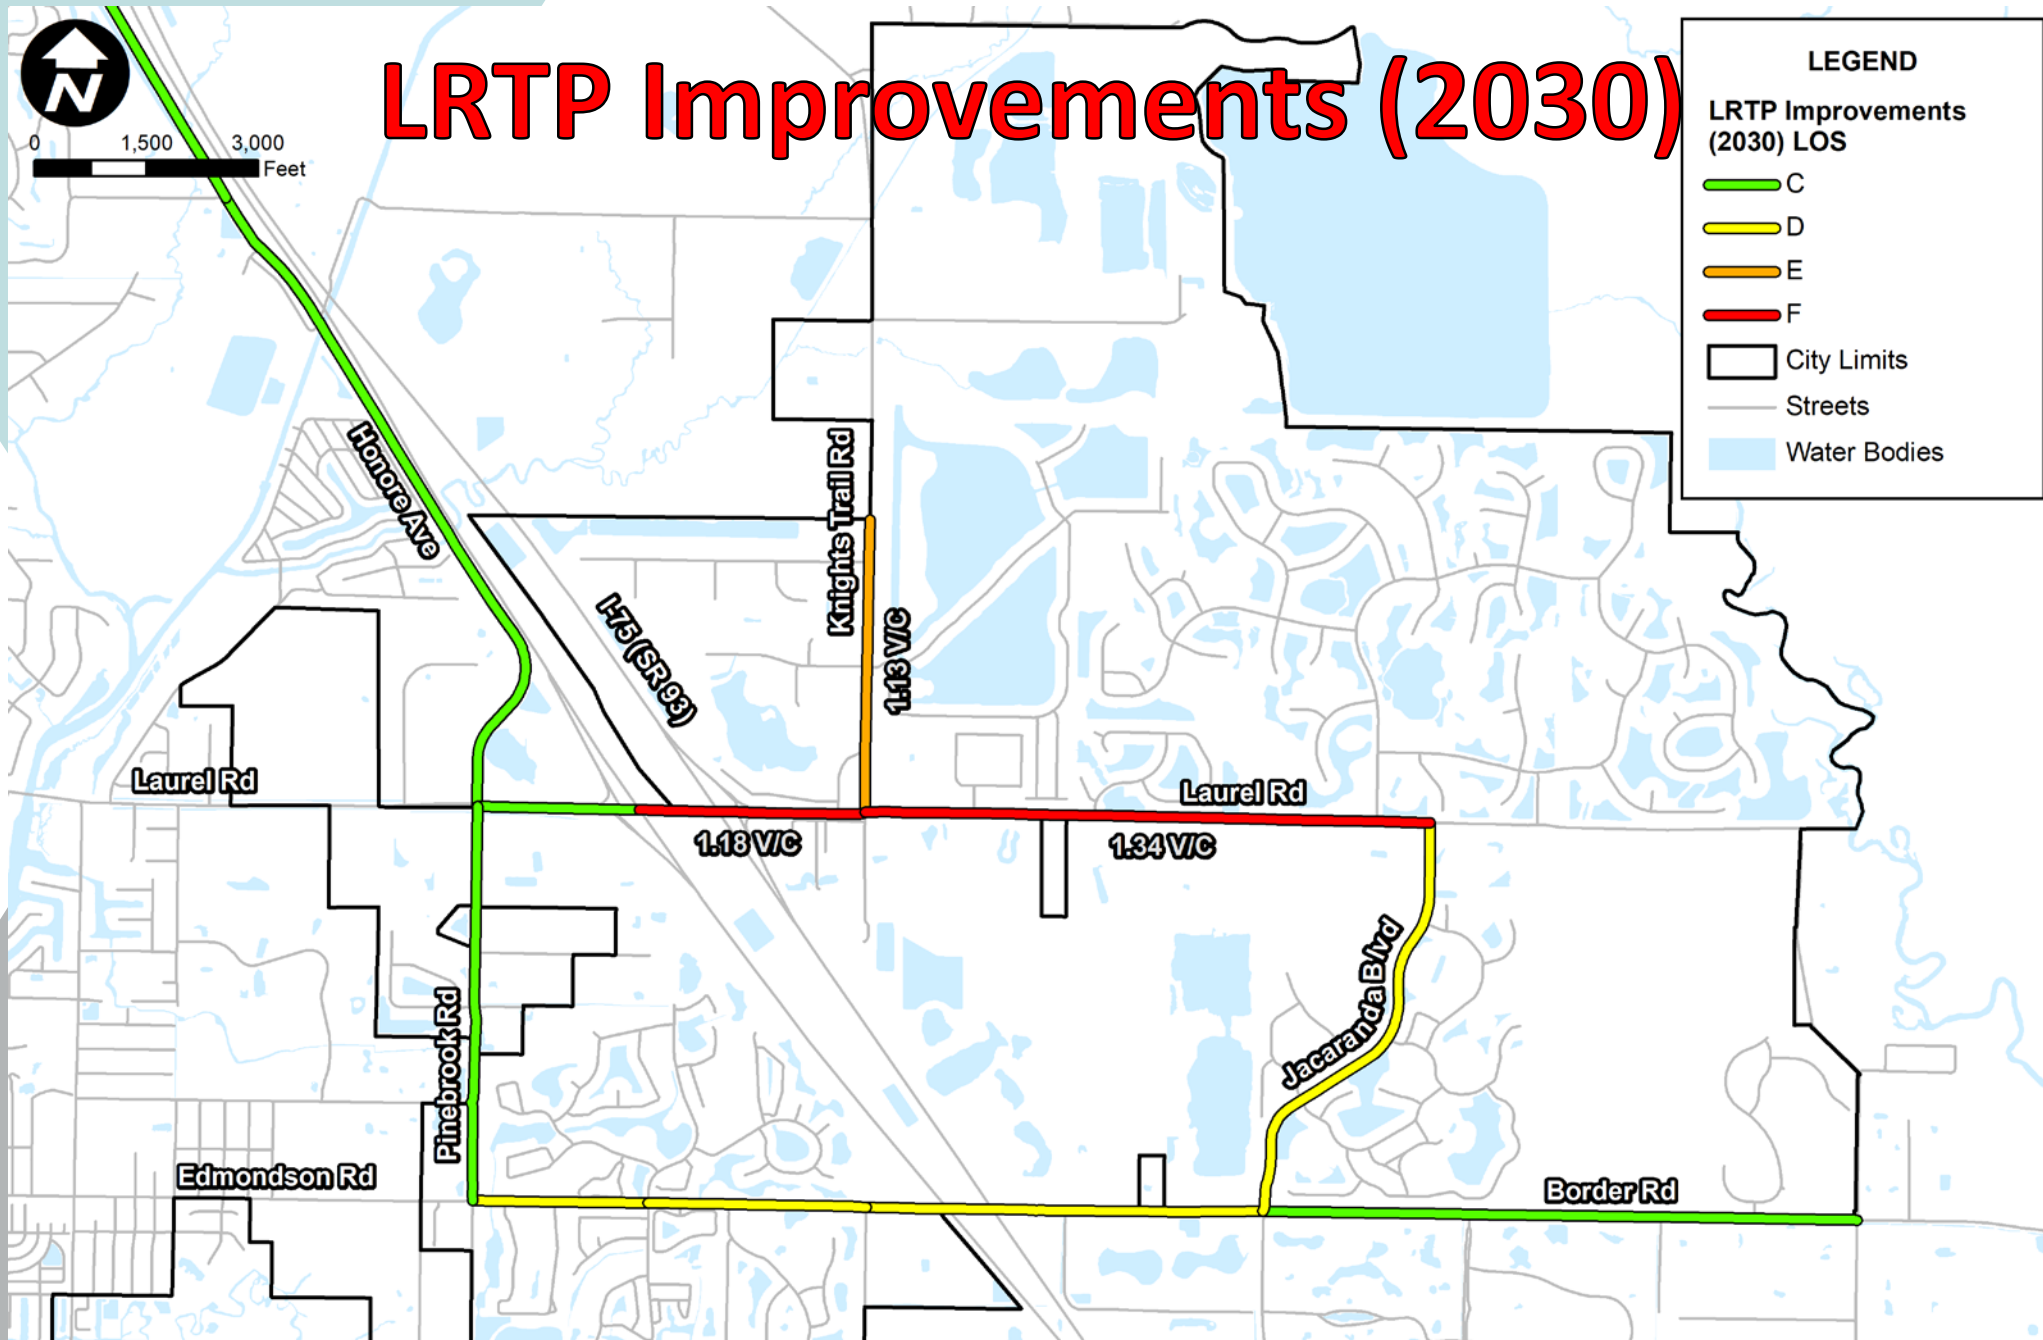 N
0 1,500 3,000
Feet
LRTP Improvements (2030)
LEGEND
LRTP Improvements
(2030) LOS
C
D
E
F
City Limits
Streets
Water Bodies
Honore Ave
Knights Trail Rd
I-75 (SR 93)
1.13 V/C
Laurel Rd
Laurel Rd
1.18 V/C
1.34 V/C
Jacaranda Blvd
Pinebrook Rd
Edmondson Rd
Border Rd